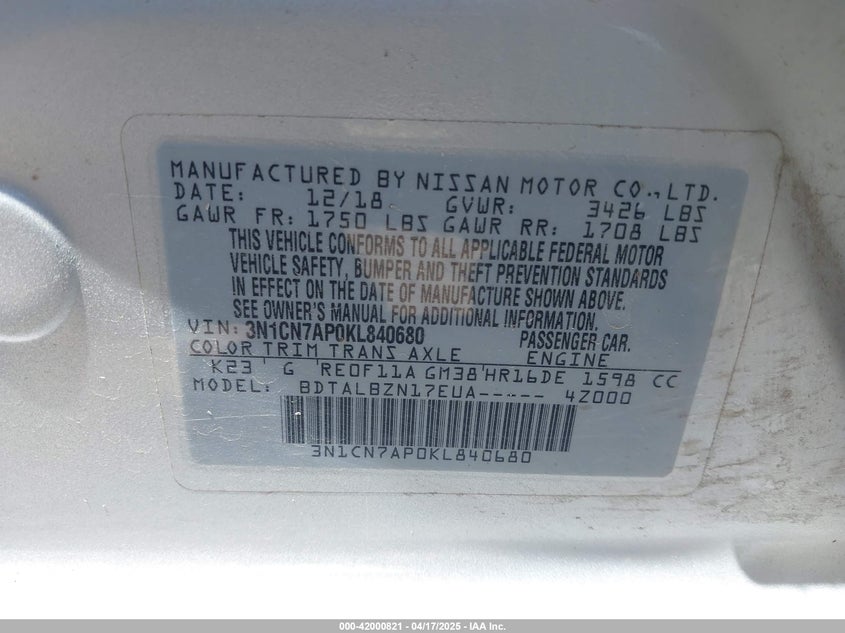 MANUFACTURED BY NISSAN MOTOR CO., LTD.
DATE: 12/18 GVWR: 3426 LBS
GAWR FR: 1750 LBS GAWR RR: 1708 LBS
THIS VEHICLE CONFORMS TO ALL APPLICABLE FEDERAL MOTOR
VEHICLE SAFETY, BUMPER AND THEFT PREVENTION STANDARDS
IN EFFECT ON THE DATE OF MANUFACTURE SHOWN ABOVE.
SEE OWNER'S MANUAL FOR ADDITIONAL INFORMATION.
VIN: 3N1CN7AP0KL840680 PASSENGER CAR.
COLOR TRIM TRANS AXLE ENGINE
K23 ' G ' RE0F11A GM38 'HR16DE 1598 CC
MODEL: BDTALBZN17EUA----- 4Z000
3N1CN7AP0KL840680
000-42000821 - 04/17/2025 - IAA Inc.